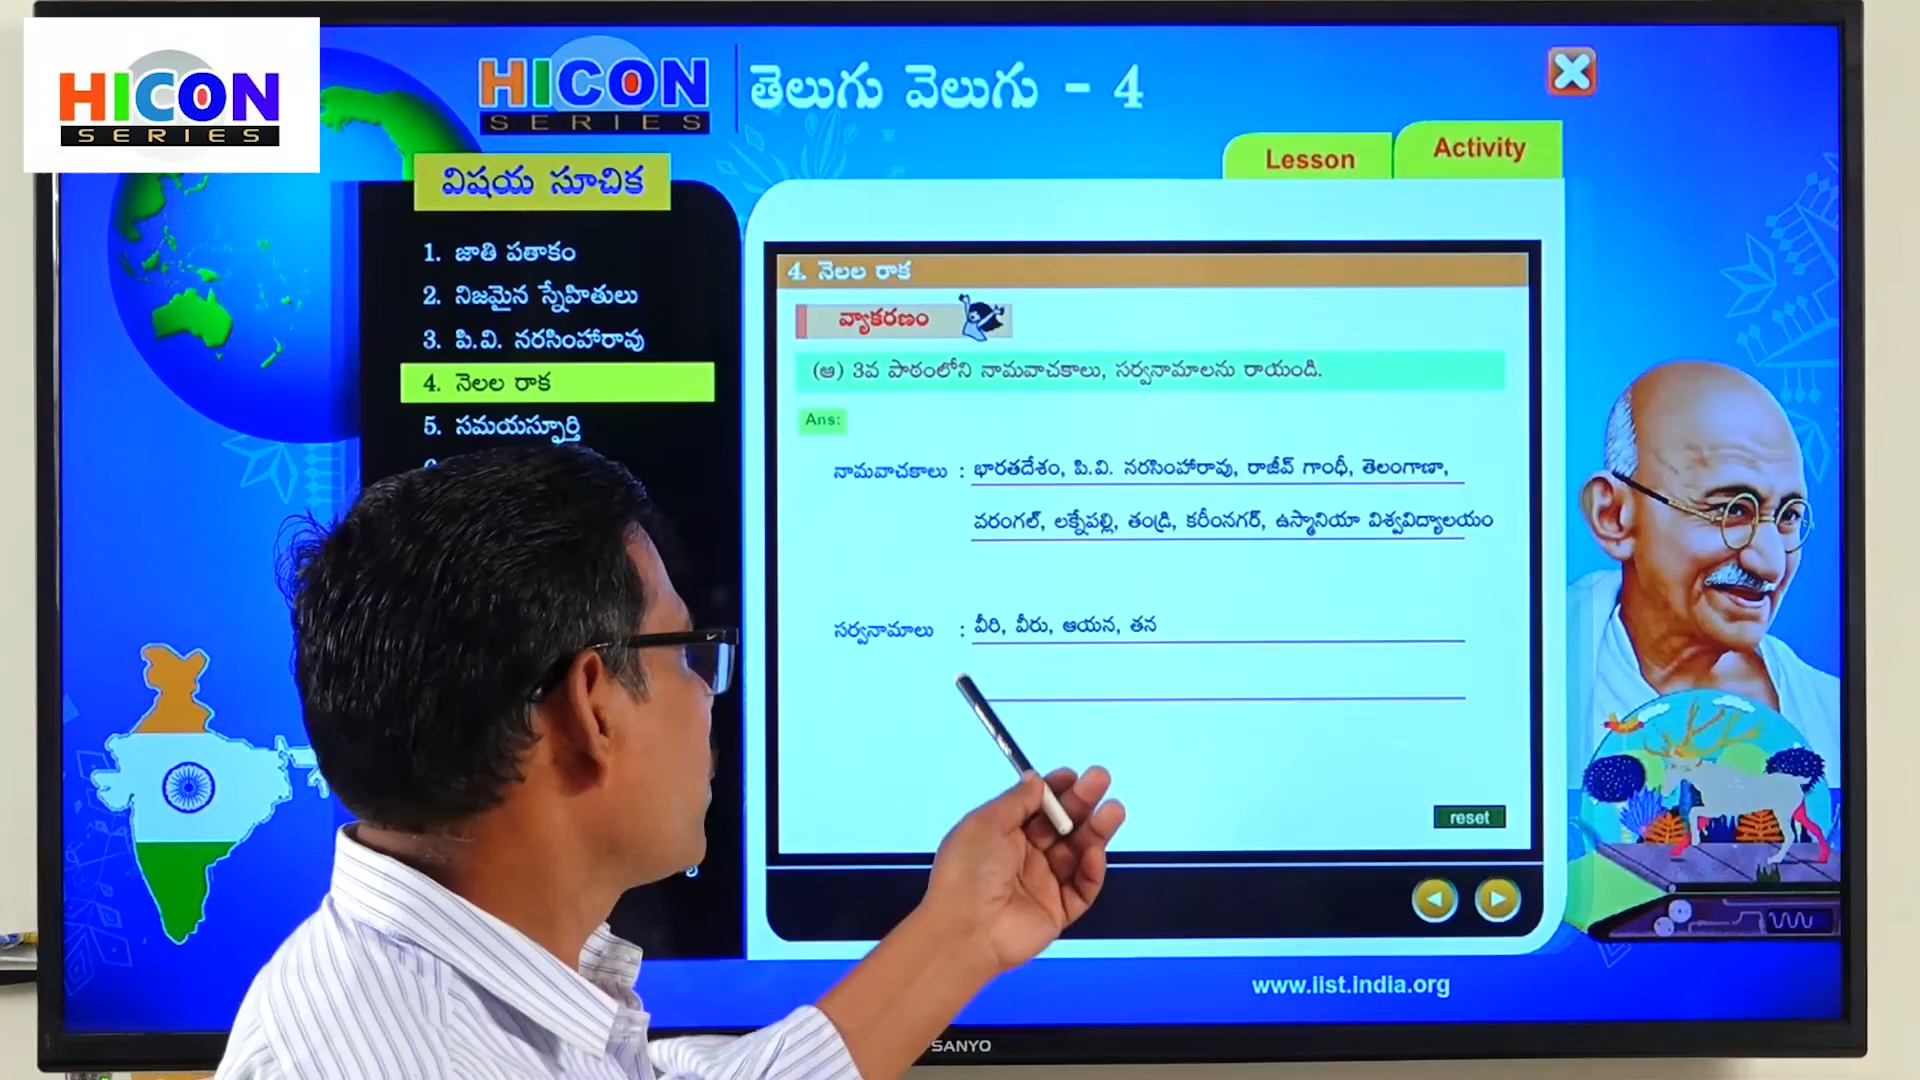 HICON
SERIES
HICON
SERIES
తెలుగు వెలుగు - 4
Lesson
Activity
విషయ సూచిక
1. జాతి పతాకం
2. నిజమైన స్నేహితులు
3. పి.వి. నరసింహారావు
4. నెలల రాక
5. సమయస్ఫూర్తి
4. నెలల రాక
వ్యాకరణం
(ఆ) 3వ పాఠంలోని నామవాచకాలు, సర్వనామాలను రాయండి.
Ans:
నామవాచకాలు : భారతదేశం, పి.వి. నరసింహారావు, రాజీవ్ గాంధీ, తెలంగాణా,
వరంగల్, లక్నేపల్లి, తండ్రి, కరీంనగర్, ఉస్మానియా విశ్వవిద్యాలయం
సర్వనామాలు : వీరి, వీరు, ఆయన, తన
reset
www.iist.india.org
SANYO